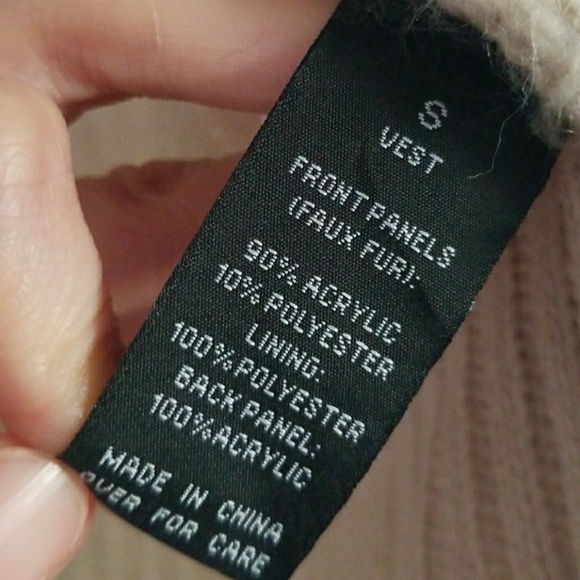 S
VEST
FRONT PANELS
(FAUX FUR):
90% ACRYLIC
10% POLYESTER
LINING:
100%POLYESTER
BACK PANEL:
100%ACRYLIC
MADE IN CHINA
OVER FOR CARE